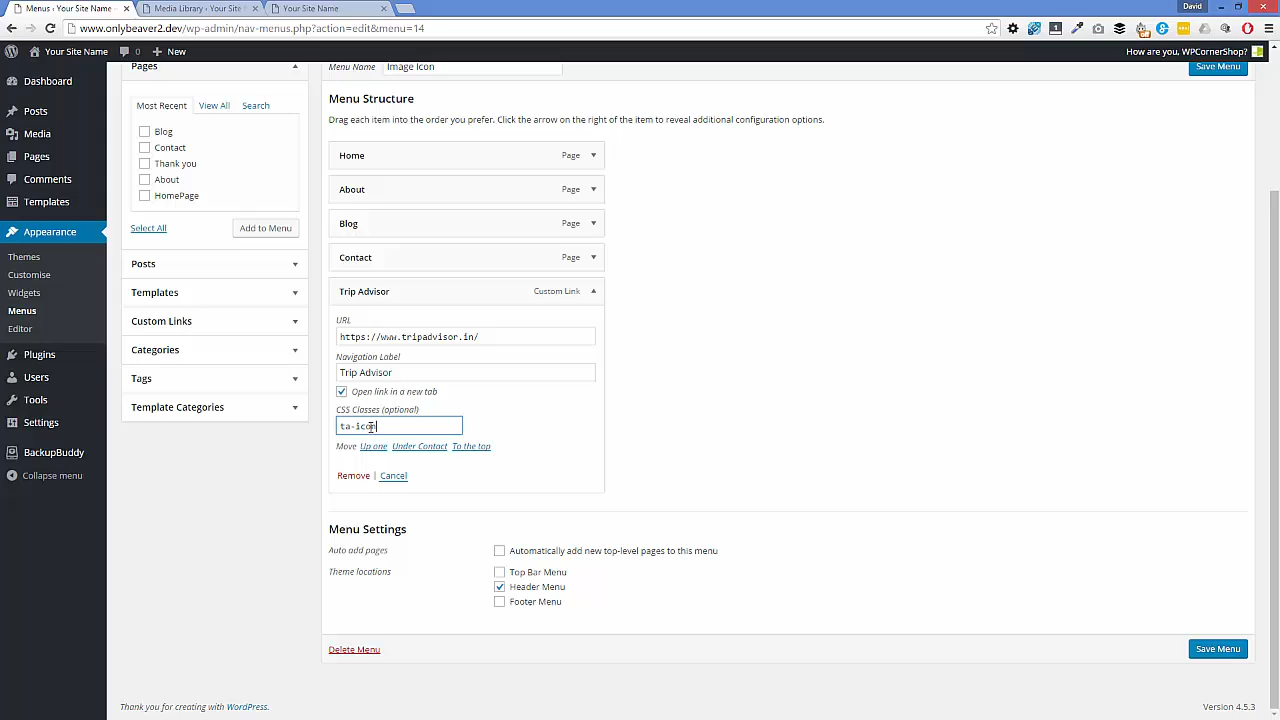 Menus ‹ Your Site Name —
Media Library ‹ Your Site N
Your Site Name
David
www.onlybeaver2.dev/wp-admin/nav-menus.php?action=edit&menu=14
Your Site Name
0
New
How are you, WPCornerShop?
Dashboard
Posts
Media
Pages
Comments
Templates
Appearance
Themes
Customise
Widgets
Menus
Editor
Plugins
Users
Tools
Settings
BackupBuddy
Collapse menu
Pages
Most Recent View All Search
Blog
Contact
Thank you
About
HomePage
Select All
Add to Menu
Posts
Templates
Custom Links
Categories
Tags
Template Categories
Menu Name Image Icon
Save Menu
Menu Structure
Drag each item into the order you prefer. Click the arrow on the right of the item to reveal additional configuration options.
Home Page
About Page
Blog Page
Contact Page
Trip Advisor Custom Link
URL
https://www.tripadvisor.in/
Navigation Label
Trip Advisor
Open link in a new tab
CSS Classes (optional)
ta-icon
Move Up one Under Contact To the top
Remove | Cancel
Menu Settings
Auto add pages
Automatically add new top-level pages to this menu
Theme locations
Top Bar Menu
Header Menu
Footer Menu
Delete Menu
Save Menu
Thank you for creating with WordPress.
Version 4.5.3